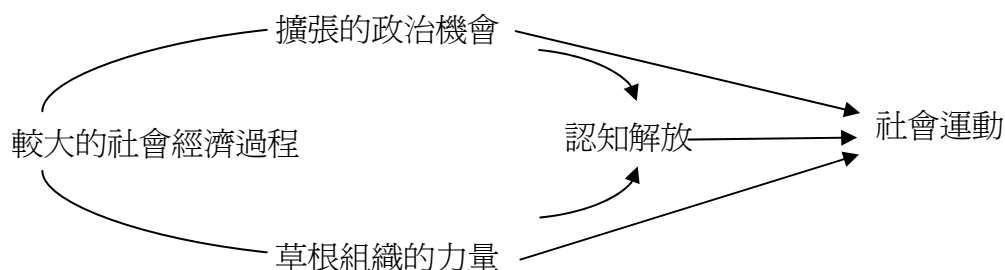 擴張的政治機會
較大的社會經濟過程
認知解放
社會運動
草根組織的力量